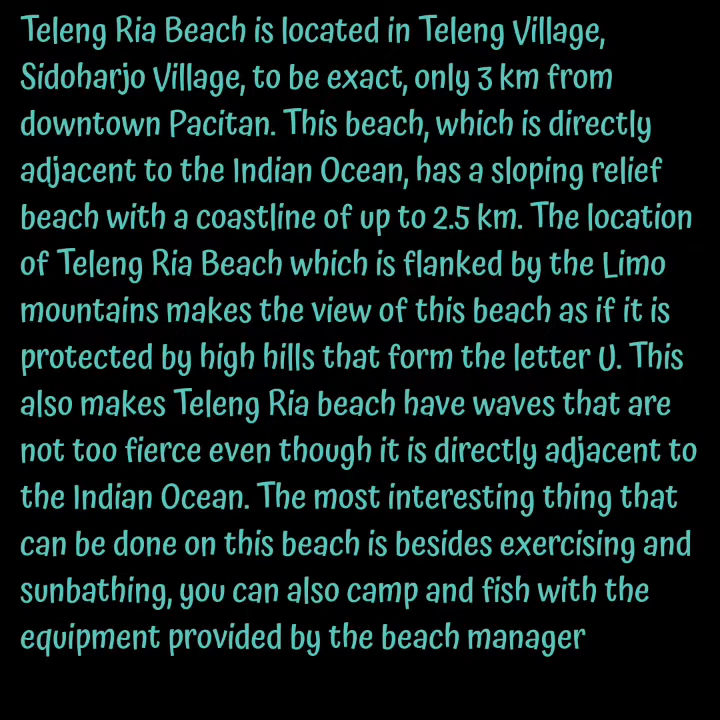 Teleng Ria Beach is located in Teleng Village,
Sidoharjo Village, to be exact, only 3 km from
downtown Pacitan. This beach, which is directly
adjacent to the Indian Ocean, has a sloping relief
beach with a coastline of up to 2.5 km. The location
of Teleng Ria Beach which is flanked by the Limo
mountains makes the view of this beach as if it is
protected by high hills that form the letter U. This
also makes Teleng Ria beach have waves that are
not too fierce even though it is directly adjacent to
the Indian Ocean. The most interesting thing that
can be done on this beach is besides exercising and
sunbathing, you can also camp and fish with the
equipment provided by the beach manager